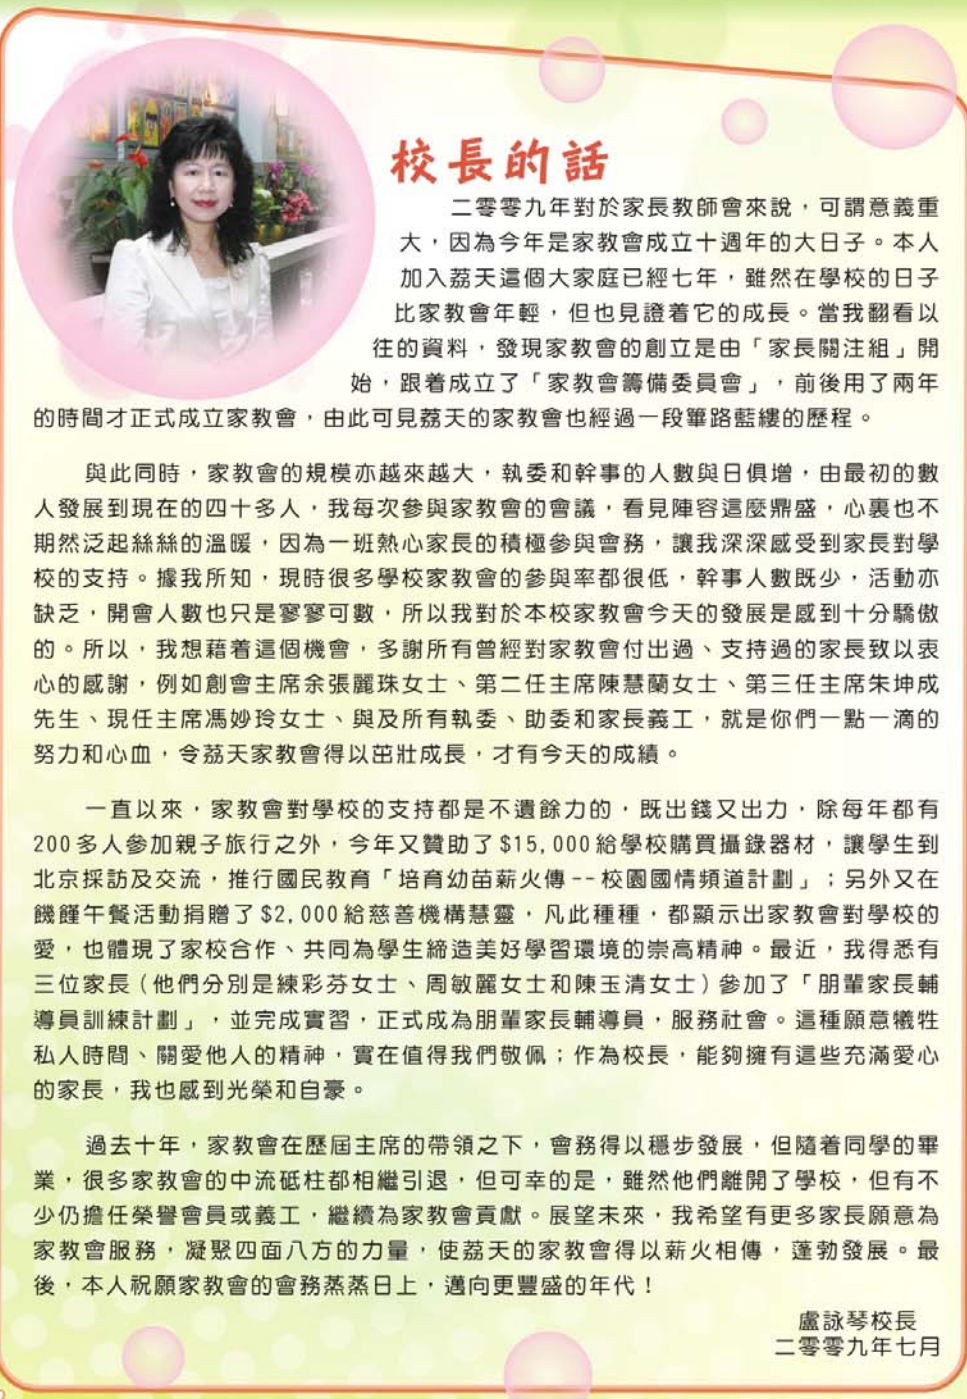 校長的話
二零零九年對於家長教師會來說，可謂意義重
大，因為今年是家教會成立十週年的大日子。本人
加入荔天這個大家庭已經七年，雖然在學校的日子
比家教會年輕，但也見證着它的成長。當我翻看以
往的資料，發現家教會的創立是由「家長關注組」開
始，跟着成立了「家教會籌備委員會」，前後用了兩年
的時間才正式成立家教會，由此可見荔天的家教會也經過一段篳路藍縷的歷程。
與此同時，家教會的規模亦越來越大，執委和幹事的人數與日俱增，由最初的數
人發展到現在的四十多人，我每次參與家教會的會議，看見陣容這麼鼎盛，心裏也不
期然泛起絲絲的溫暖，因為一班熱心家長的積極參與會務，讓我深深感受到家長對學
校的支持。據我所知，現時很多學校家教會的參與率都很低，幹事人數既少，活動亦
缺乏，開會人數也只是寥寥可數，所以我對於本校家教會今天的發展是感到十分驕傲
的。所以，我想藉着這個機會，多謝所有曾經對家教會付出過、支持過的家長致以衷
心的感謝，例如創會主席余張麗珠女士、第二任主席陳慧蘭女士、第三任主席朱坤成
先生、現任主席馮妙玲女士、與及所有執委、助委和家長義工，就是你們一點一滴的
努力和心血，令荔天家教會得以茁壯成長，才有今天的成績。
一直以來，家教會對學校的支持都是不遺餘力的，既出錢又出力，除每年都有
200多人參加親子旅行之外，今年又贊助了$15,000給學校購買攝錄器材，讓學生到
北京採訪及交流，推行國民教育「培育幼苗薪火傳--校園國情頻道計劃」；另外又在
饑饉午餐活動捐贈了$2,000給慈善機構慧靈，凡此種種，都顯示出家教會對學校的
愛，也體現了家校合作、共同為學生締造美好學習環境的崇高精神。最近，我得悉有
三位家長(他們分別是練彩芬女士、周敏麗女士和陳玉清女士)參加了「朋輩家長輔
導員訓練計劃」，並完成實習，正式成為朋輩家長輔導員，服務社會。這種願意犧牲
私人時間、關愛他人的精神，實在值得我們敬佩；作為校長，能夠擁有這些充滿愛心
的家長，我也感到光榮和自豪。
過去十年，家教會在歷屆主席的帶領之下，會務得以穩步發展，但隨着同學的畢
業，很多家教會的中流砥柱都相繼引退，但可幸的是，雖然他們離開了學校，但有不
少仍擔任榮譽會員或義工，繼續為家教會貢獻。展望未來，我希望有更多家長願意為
家教會服務，凝聚四面八方的力量，使荔天的家教會得以薪火相傳，蓬勃發展。最
後，本人祝願家教會的會務蒸蒸日上，邁向更豐盛的年代！
盧詠琴校長
二零零九年七月